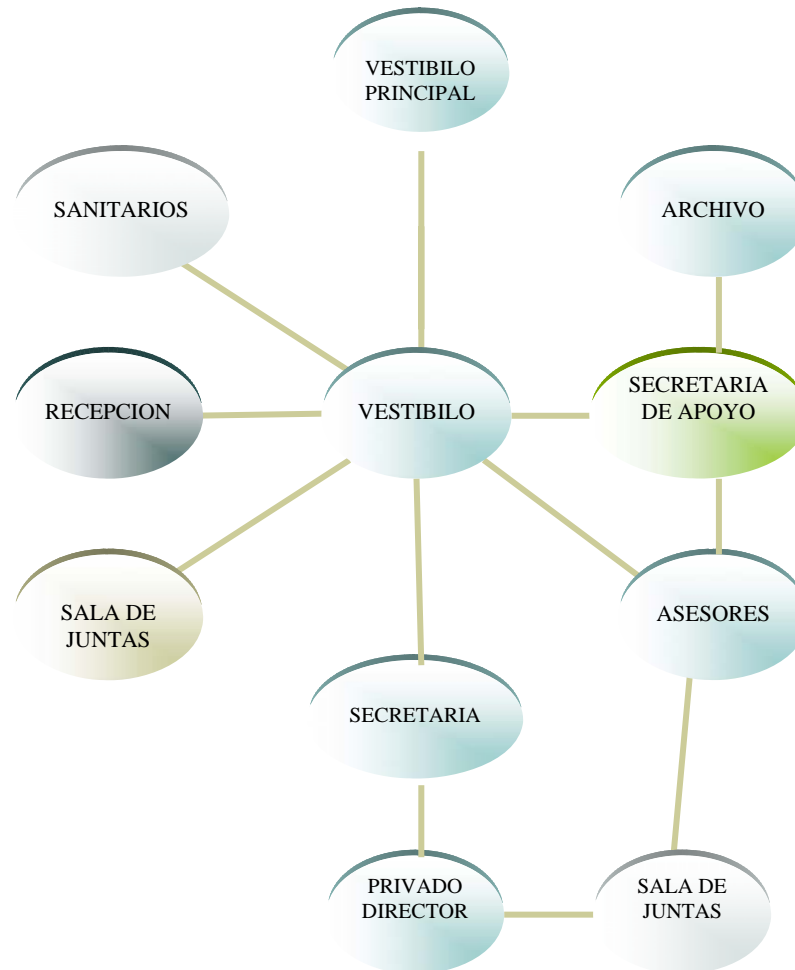 VESTIBILO
PRINCIPAL
SANITARIOS
ARCHIVO
RECEPCION
VESTIBILO
SECRETARIA
DE APOYO
SALA DE
JUNTAS
ASESORES
SECRETARIA
PRIVADO
DIRECTOR
SALA DE
JUNTAS